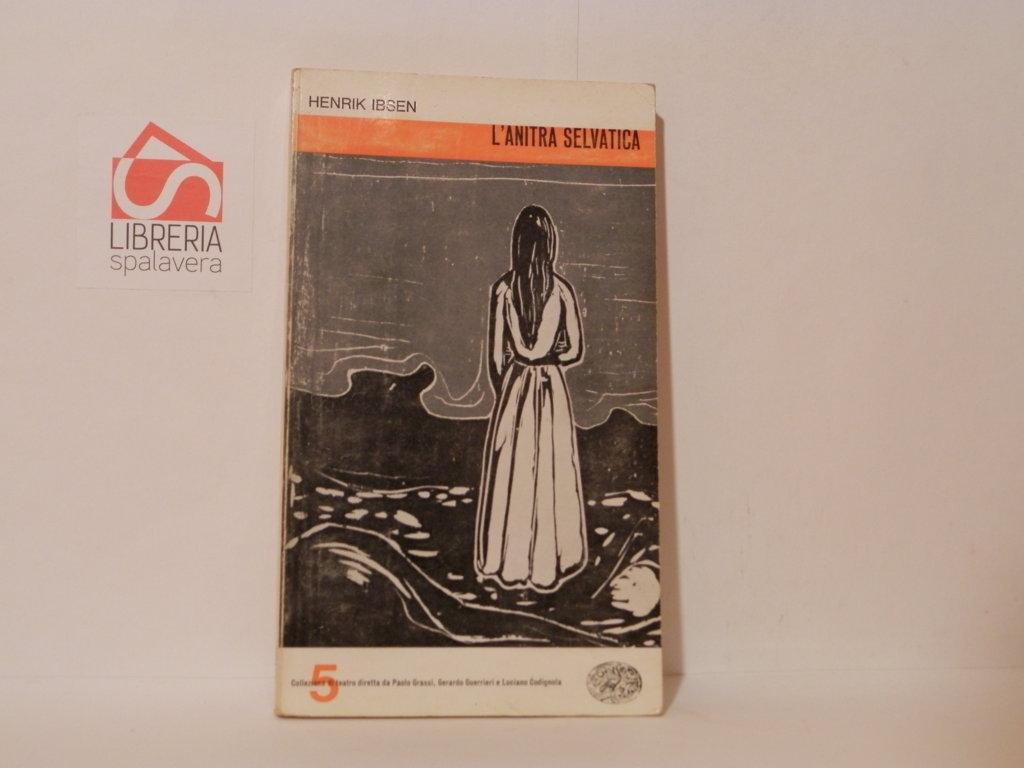 HENRIK IBSEN
L'ANITRA SELVATICA
LIBRERIA
spalavera
5
Collezione di teatro diretta da Paolo Grassi, Gerardo Guerrieri e Luciano Codignola